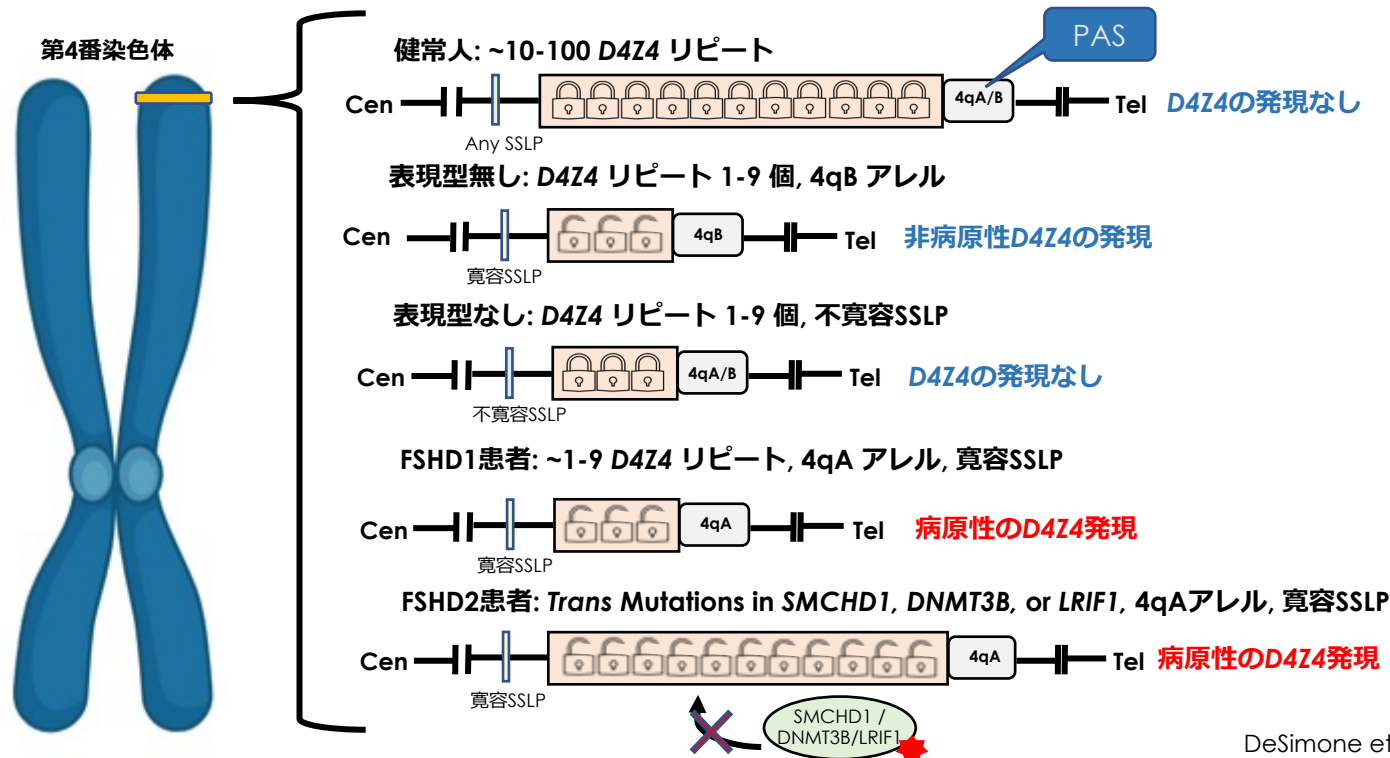 第4番染色体
健常人: ~10-100 D4Z4 リピート
PAS
Cen
4qA/B
Tel
D4Z4の発現なし
Any SSLP
表現型無し: D4Z4 リピート 1-9 個, 4qB アレル
Cen
4qB
Tel
非病原性D4Z4の発現
寛容SSLP
表現型なし: D4Z4 リピート 1-9 個, 不寛容SSLP
Cen
4qA/B
Tel
D4Z4の発現なし
不寛容SSLP
FSHD1患者: ~1-9 D4Z4 リピート, 4qA アレル, 寛容SSLP
Cen
4qA
Tel
病原性のD4Z4発現
寛容SSLP
FSHD2患者: Trans Mutations in SMCHD1, DNMT3B, or LRIF1, 4qAアレル, 寛容SSLP
Cen
4qA
Tel
病原性のD4Z4発現
寛容SSLP
SMCHD1 /
DNMT3B/LRIF1
DeSimone et